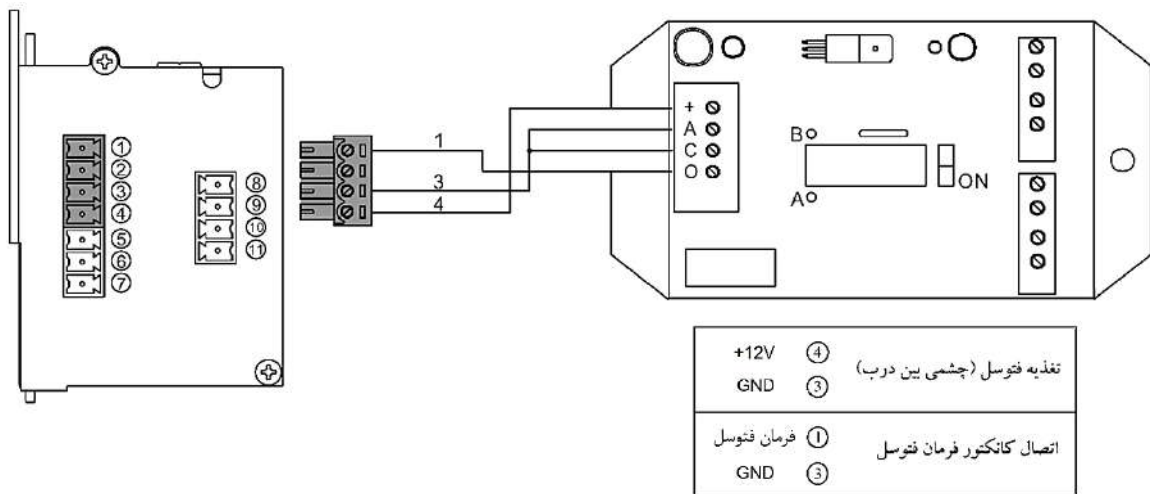 ①
②
③
④
⑤
⑥
⑦
⑧
⑨
⑩
⑪
1
3
4
+
A
C
O
B
A
ON
تغذیه فتوسل (چشمی بین درب)
④ +12V
③ GND
اتصال کانکتور فرمان فتوسل
① فرمان فتوسل
③ GND